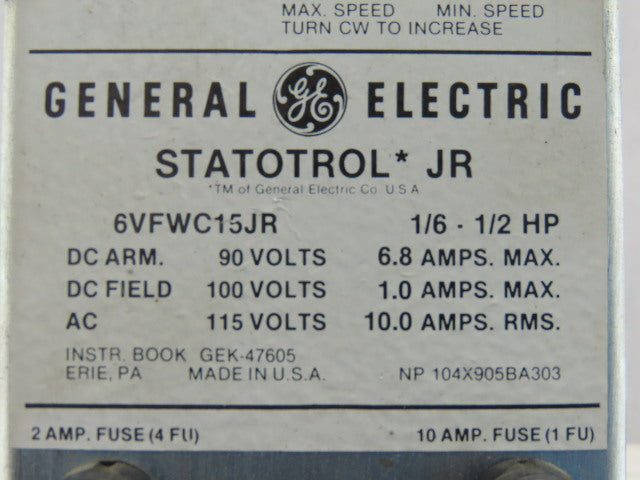 MAX. SPEED MIN. SPEED
TURN CW TO INCREASE
GENERAL GE ELECTRIC
STATOTROL* JR
*TM of General Electric Co. U.S.A
6VFWC15JR 1/6 - 1/2 HP
DC ARM. 90 VOLTS 6.8 AMPS. MAX.
DC FIELD 100 VOLTS 1.0 AMPS. MAX.
AC 115 VOLTS 10.0 AMPS. RMS.
INSTR. BOOK GEK-47605
ERIE, PA MADE IN U.S.A. NP 104X905BA303
2 AMP. FUSE (4 FU) 10 AMP. FUSE (1 FU)